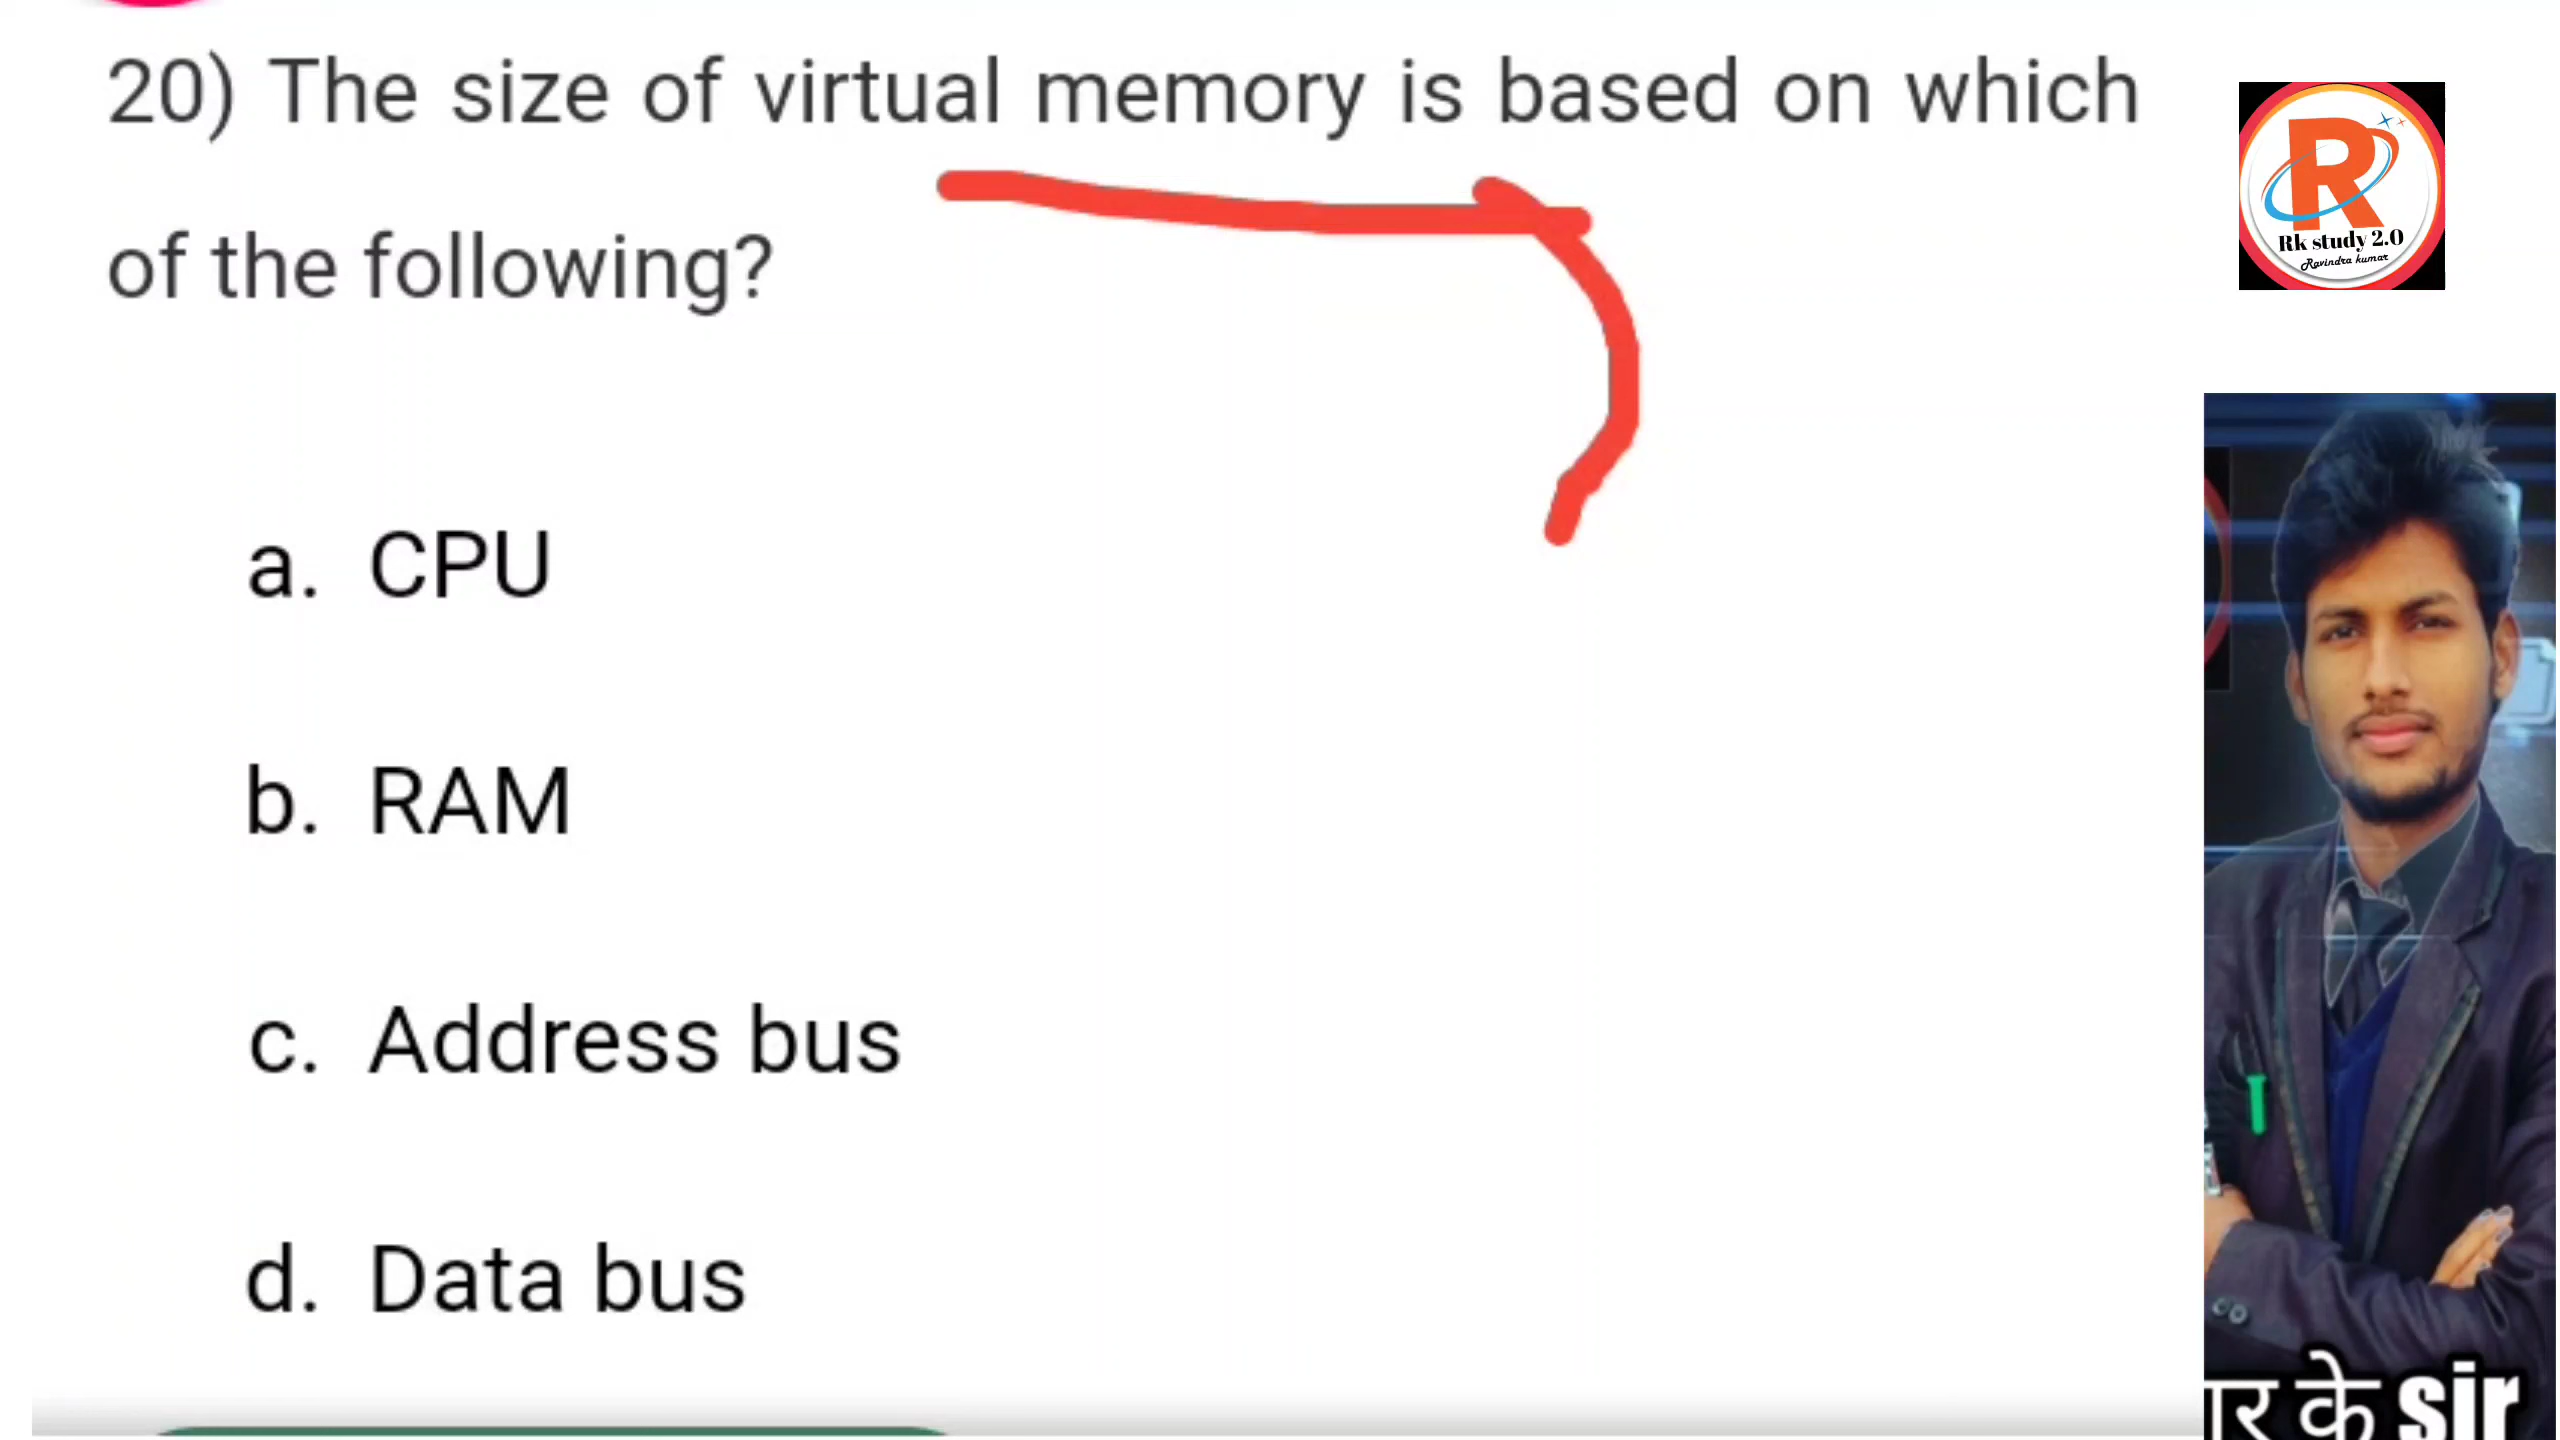 20) The size of virtual memory is based on which
of the following?
a. CPU
b. RAM
c. Address bus
d. Data bus
R
Rk study 2.0
Ravindra kumar
के sir